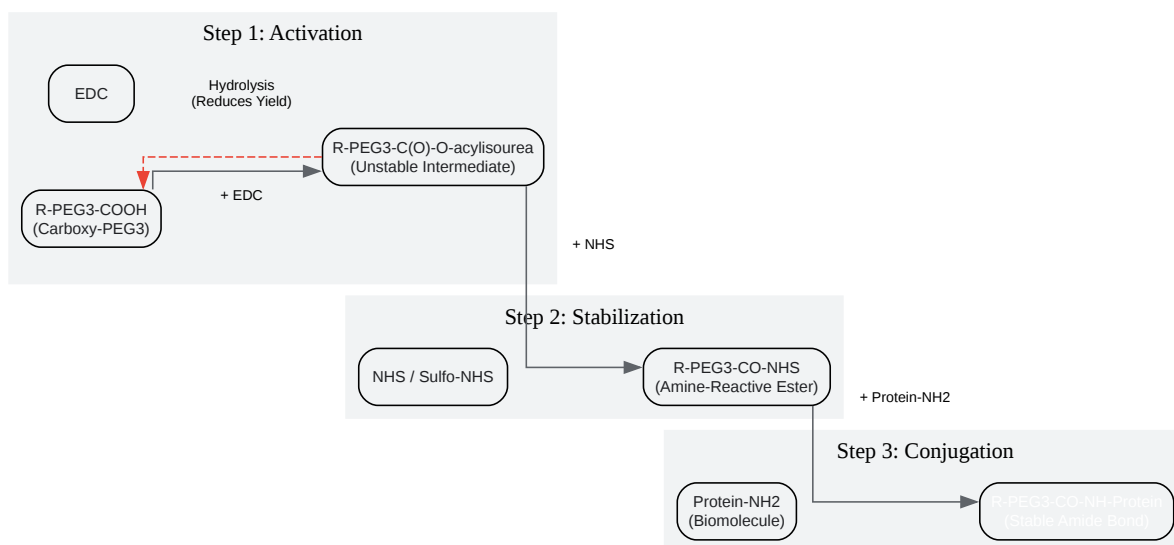 Step 1: Activation
EDC
Hydrolysis
(Reduces Yield)
R-PEG3-C(O)-O-acylisourea
(Unstable Intermediate)
+ EDC
R-PEG3-COOH
(Carboxy-PEG3)
+ NHS
Step 2: Stabilization
NHS / Sulfo-NHS
R-PEG3-CO-NHS
(Amine-Reactive Ester)
+ Protein-NH2
Step 3: Conjugation
Protein-NH2
(Biomolecule)
R-PEG3-CO-NH-Protein
(Stable Amide Bond)